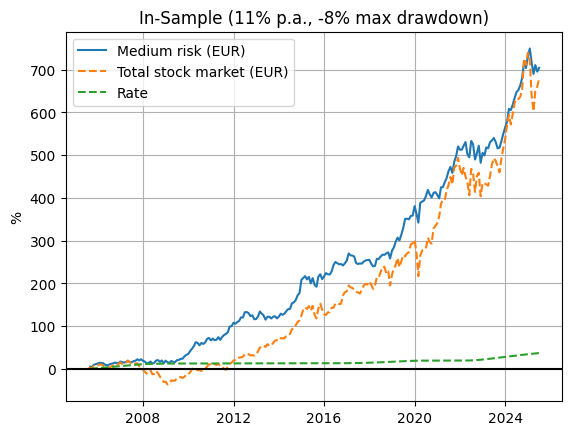 In-Sample (11% p.a., -8% max drawdown)
Medium risk (EUR)
Total stock market (EUR)
Rate
700
600
500
400
300
200
100
0
%
2008 2012 2016 2020 2024